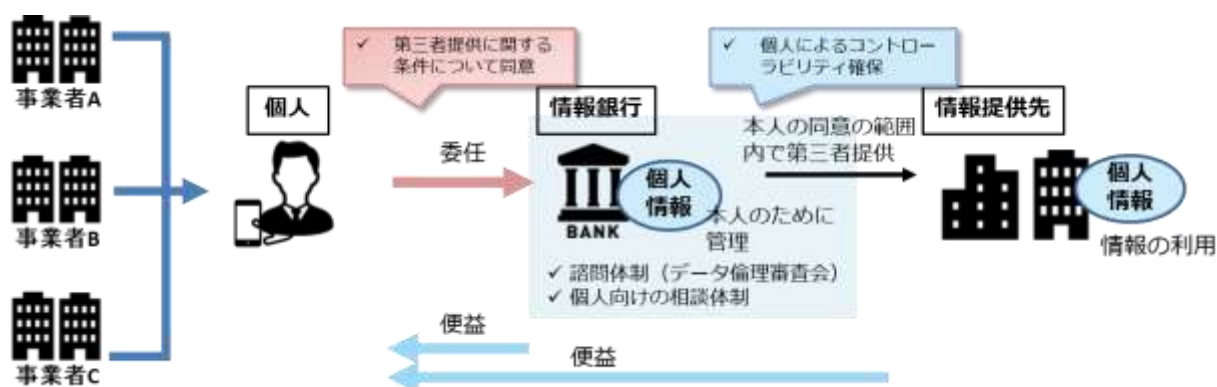 事業者A
事業者B
事業者C
個人
✓ 第三者提供に関する
条件について同意
委任
情報銀行
BANK
個人
情報
本人のために
管理
✓ 諮問体制（データ倫理審査会）
✓ 個人向けの相談体制
✓ 個人によるコントロー
ラビリティ確保
本人の同意の範囲
内で第三者提供
情報提供先
個人
情報
情報の利用
便益
便益